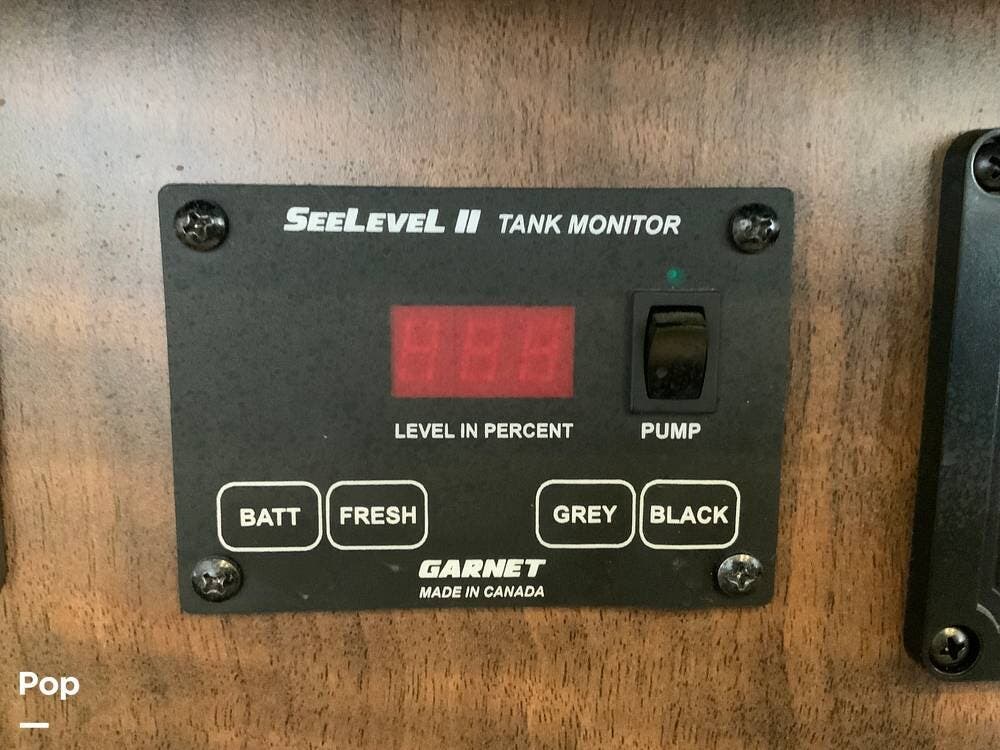 SEELEVEL II TANK MONITOR
LEVEL IN PERCENT
PUMP
BATT
FRESH
GREY
BLACK
GARNET
MADE IN CANADA
Pop